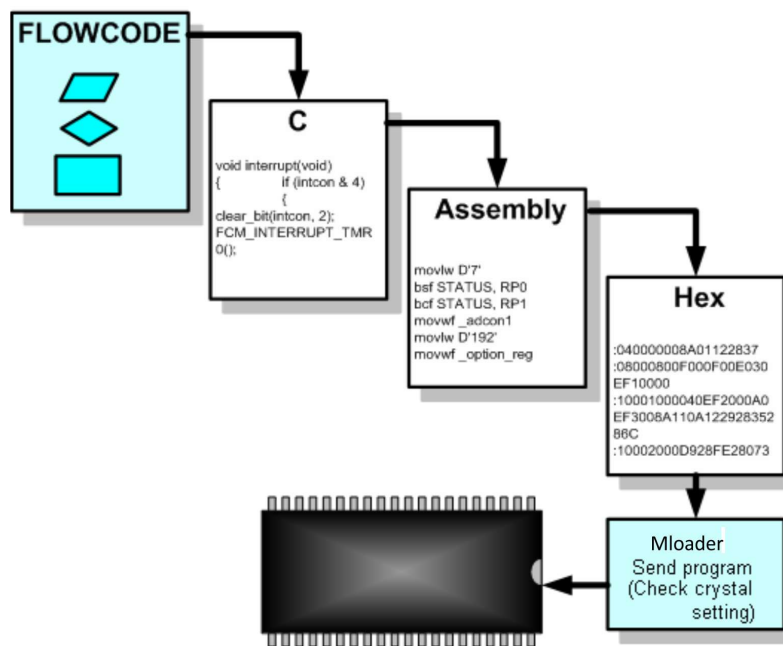 FLOWCODE
C
void interrupt(void)
{ if (intcon & 4)
{
clear_bit(intcon, 2);
FCM_INTERRUPT_TMR
0();
Assembly
movlw D'7'
bsf STATUS, RP0
bcf STATUS, RP1
movwf _adcon1
movlw D'192'
movwf _option_reg
Hex
:040000008A01122837
:08000800F000F00E030
EF10000
:10001000040EF2000A0
EF3008A110A122928352
86C
:10002000D928FE28073
Mloader
Send program
(Check crystal
setting)